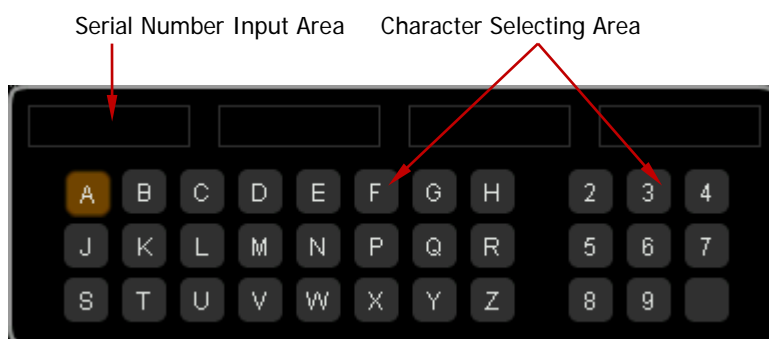 Serial Number Input Area Character Selecting Area
A B C D E F G H 2 3 4
J K L M N P Q R 5 6 7
S T U V W X Y Z 8 9